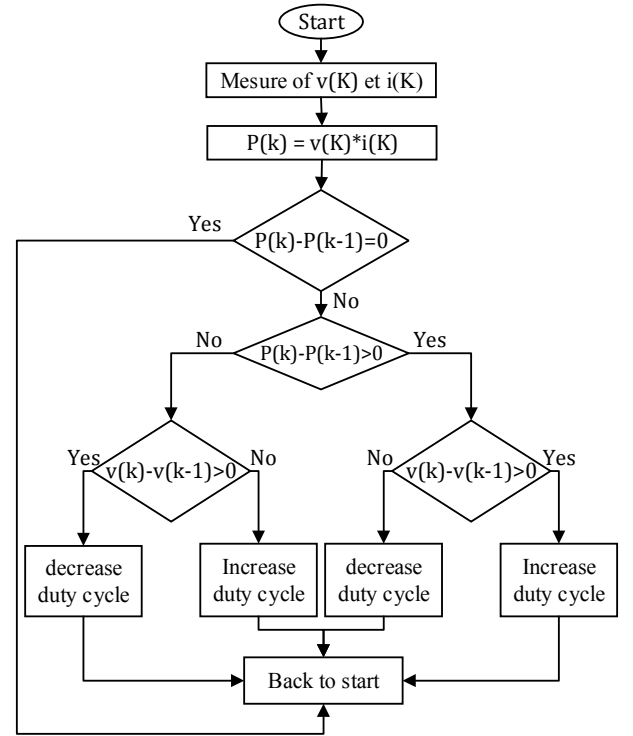 Start
Mesure of v(K) et i(K)
P(k) = v(K)*i(K)
Yes
P(k)-P(k-1)=0
No
No
P(k)-P(k-1)>0
Yes
Yes
v(k)-v(k-1)>0
No
No
v(k)-v(k-1)>0
Yes
decrease
duty cycle
Increase
duty cycle
decrease
duty cycle
Increase
duty cycle
Back to start